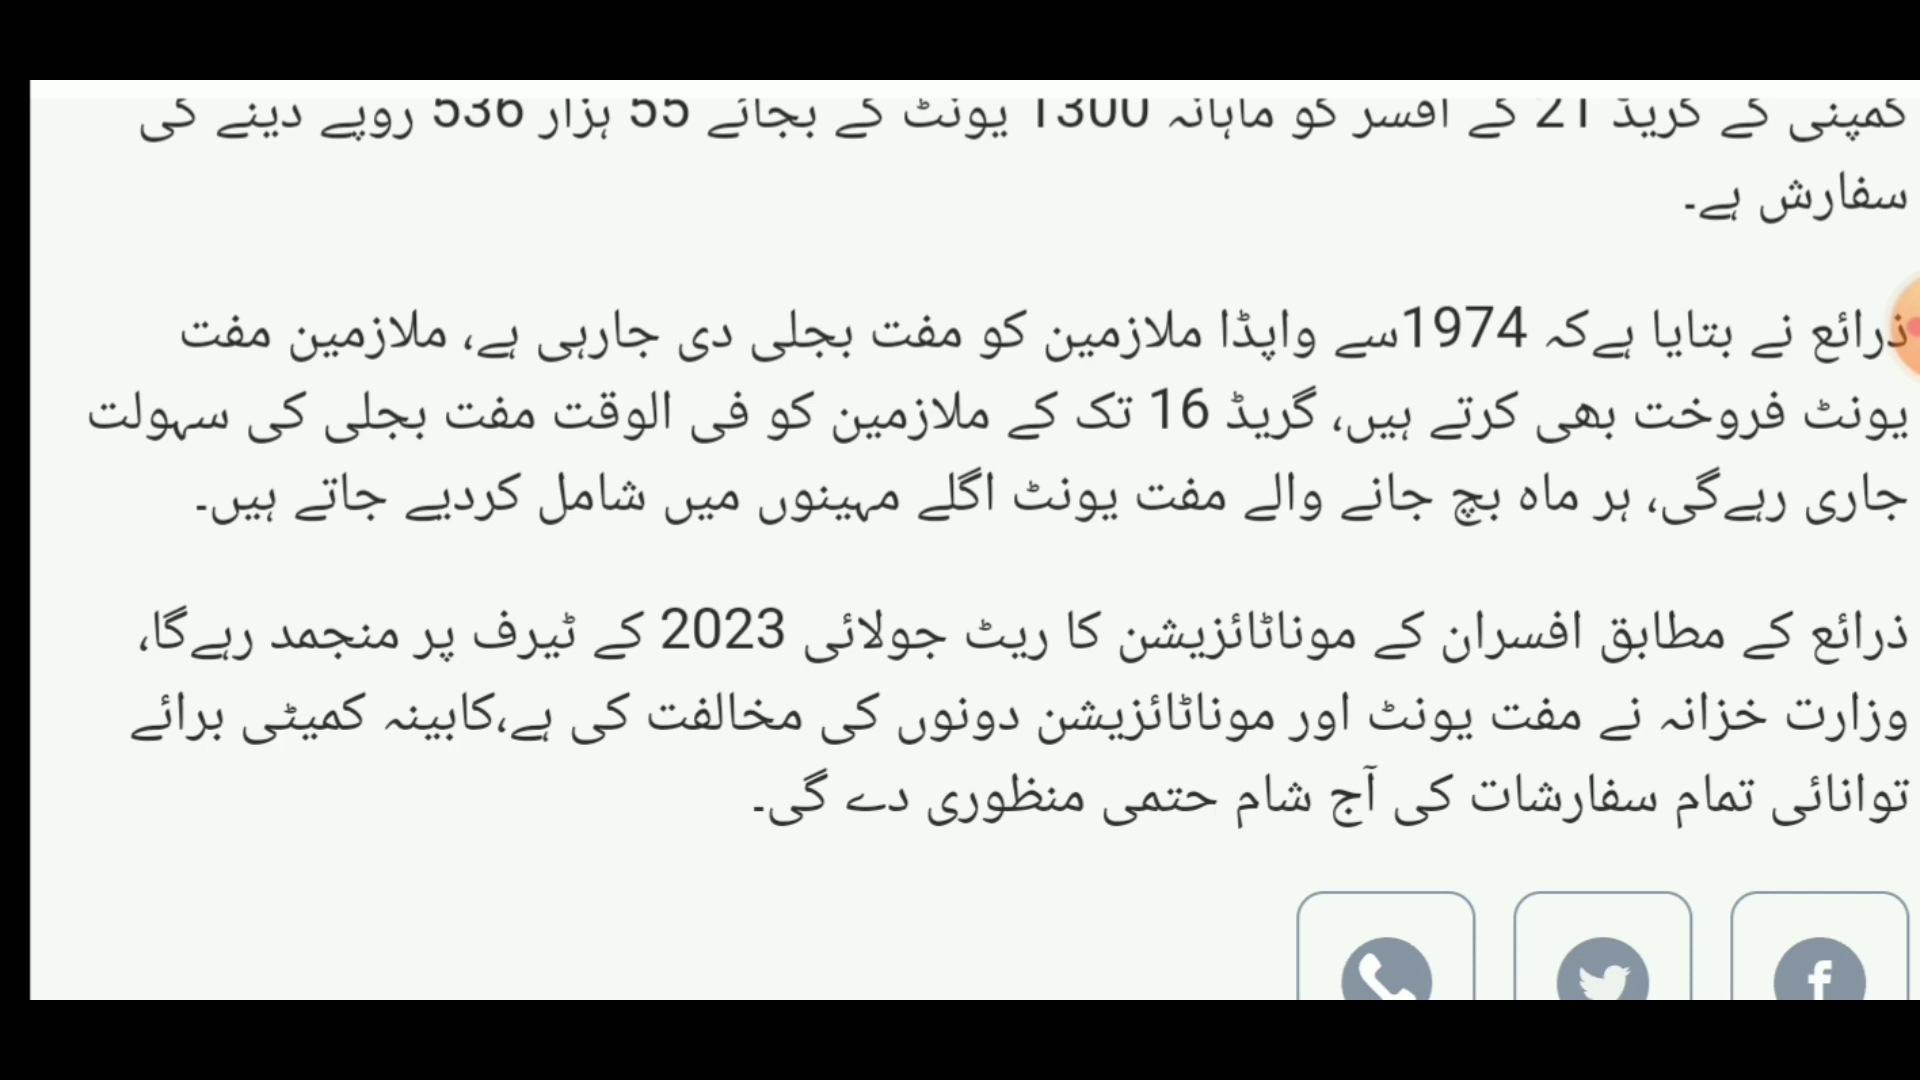 کمپنی کے گریڈ 21 کے افسر کو ماہانہ 1300 یونٹ کے بجائے 55 ہزار 536 روپے دینے کی
سفارش ہے۔
ذرائع نے بتایا ہےکہ 1974سے واپڈا ملازمین کو مفت بجلی دی جارہی ہے، ملازمین مفت
یونٹ فروخت بھی کرتے ہیں، گریڈ 16 تک کے ملازمین کو فی الوقت مفت بجلی کی سہولت
جاری رہےگی، ہر ماہ بچ جانے والے مفت یونٹ اگلے مہینوں میں شامل کردیے جاتے ہیں۔
ذرائع کے مطابق افسران کے موناٹائزیشن کا ریٹ جولائی 2023 کے ٹیرف پر منجمد رہےگا،
وزارت خزانہ نے مفت یونٹ اور موناٹائزیشن دونوں کی مخالفت کی ہے،کابینہ کمیٹی برائے
توانائی تمام سفارشات کی آج شام حتمی منظوری دے گی۔